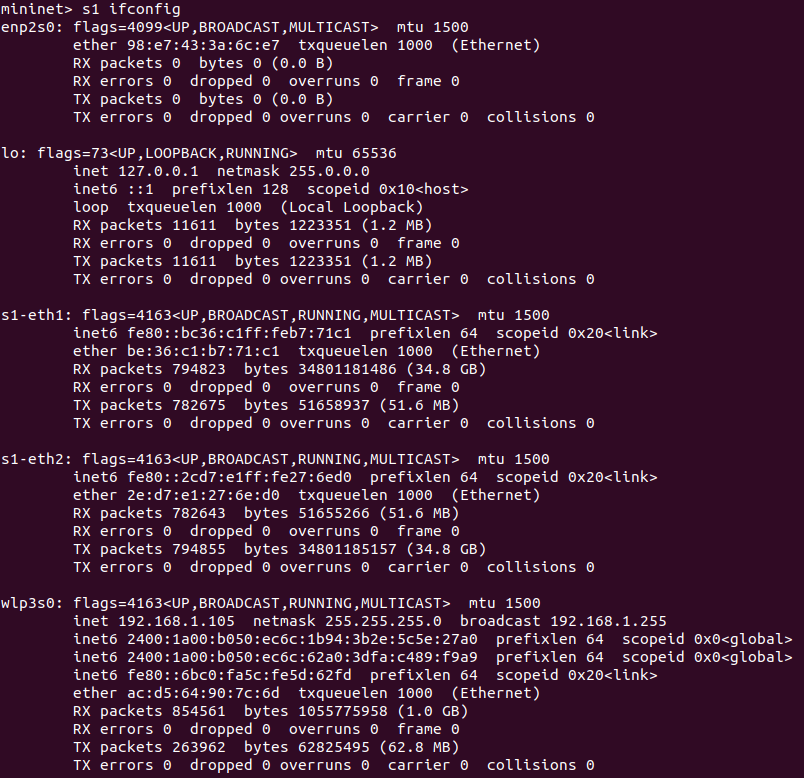 mininet> s1 ifconfig
enp2s0: flags=4099<UP,BROADCAST,MULTICAST>  mtu 1500
        ether 98:e7:43:3a:6c:e7  txqueuelen 1000  (Ethernet)
        RX packets 0  bytes 0 (0.0 B)
        RX errors 0  dropped 0  overruns 0  frame 0
        TX packets 0  bytes 0 (0.0 B)
        TX errors 0  dropped 0 overruns 0  carrier 0  collisions 0

lo: flags=73<UP,LOOPBACK,RUNNING>  mtu 65536
        inet 127.0.0.1  netmask 255.0.0.0
        inet6 ::1  prefixlen 128  scopeid 0x10<host>
        loop  txqueuelen 1000  (Local Loopback)
        RX packets 11611  bytes 1223351 (1.2 MB)
        RX errors 0  dropped 0  overruns 0  frame 0
        TX packets 11611  bytes 1223351 (1.2 MB)
        TX errors 0  dropped 0 overruns 0  carrier 0  collisions 0

s1-eth1: flags=4163<UP,BROADCAST,RUNNING,MULTICAST>  mtu 1500
        inet6 fe80::bc36:c1ff:feb7:71c1  prefixlen 64  scopeid 0x20<link>
        ether be:36:c1:b7:71:c1  txqueuelen 1000  (Ethernet)
        RX packets 794823  bytes 34801181486 (34.8 GB)
        RX errors 0  dropped 0  overruns 0  frame 0
        TX packets 782675  bytes 51658937 (51.6 MB)
        TX errors 0  dropped 0 overruns 0  carrier 0  collisions 0

s1-eth2: flags=4163<UP,BROADCAST,RUNNING,MULTICAST>  mtu 1500
        inet6 fe80::2cd7:e1ff:fe27:6ed0  prefixlen 64  scopeid 0x20<link>
        ether 2e:d7:e1:27:6e:d0  txqueuelen 1000  (Ethernet)
        RX packets 782643  bytes 51655266 (51.6 MB)
        RX errors 0  dropped 0  overruns 0  frame 0
        TX packets 794855  bytes 34801185157 (34.8 GB)
        TX errors 0  dropped 0 overruns 0  carrier 0  collisions 0

wlp3s0: flags=4163<UP,BROADCAST,RUNNING,MULTICAST>  mtu 1500
        inet 192.168.1.105  netmask 255.255.255.0  broadcast 192.168.1.255
        inet6 2400:1a00:b050:ec6c:1b94:3b2e:5c5e:27a0  prefixlen 64  scopeid 0x0<global>
        inet6 2400:1a00:b050:ec6c:62a0:3dfa:c489:f9a9  prefixlen 64  scopeid 0x0<global>
        inet6 fe80::6bc0:fa5c:fe5d:62fd  prefixlen 64  scopeid 0x20<link>
        ether ac:d5:64:90:7c:6d  txqueuelen 1000  (Ethernet)
        RX packets 854561  bytes 1055775958 (1.0 GB)
        RX errors 0  dropped 0  overruns 0  frame 0
        TX packets 263962  bytes 62825495 (62.8 MB)
        TX errors 0  dropped 0 overruns 0  carrier 0  collisions 0